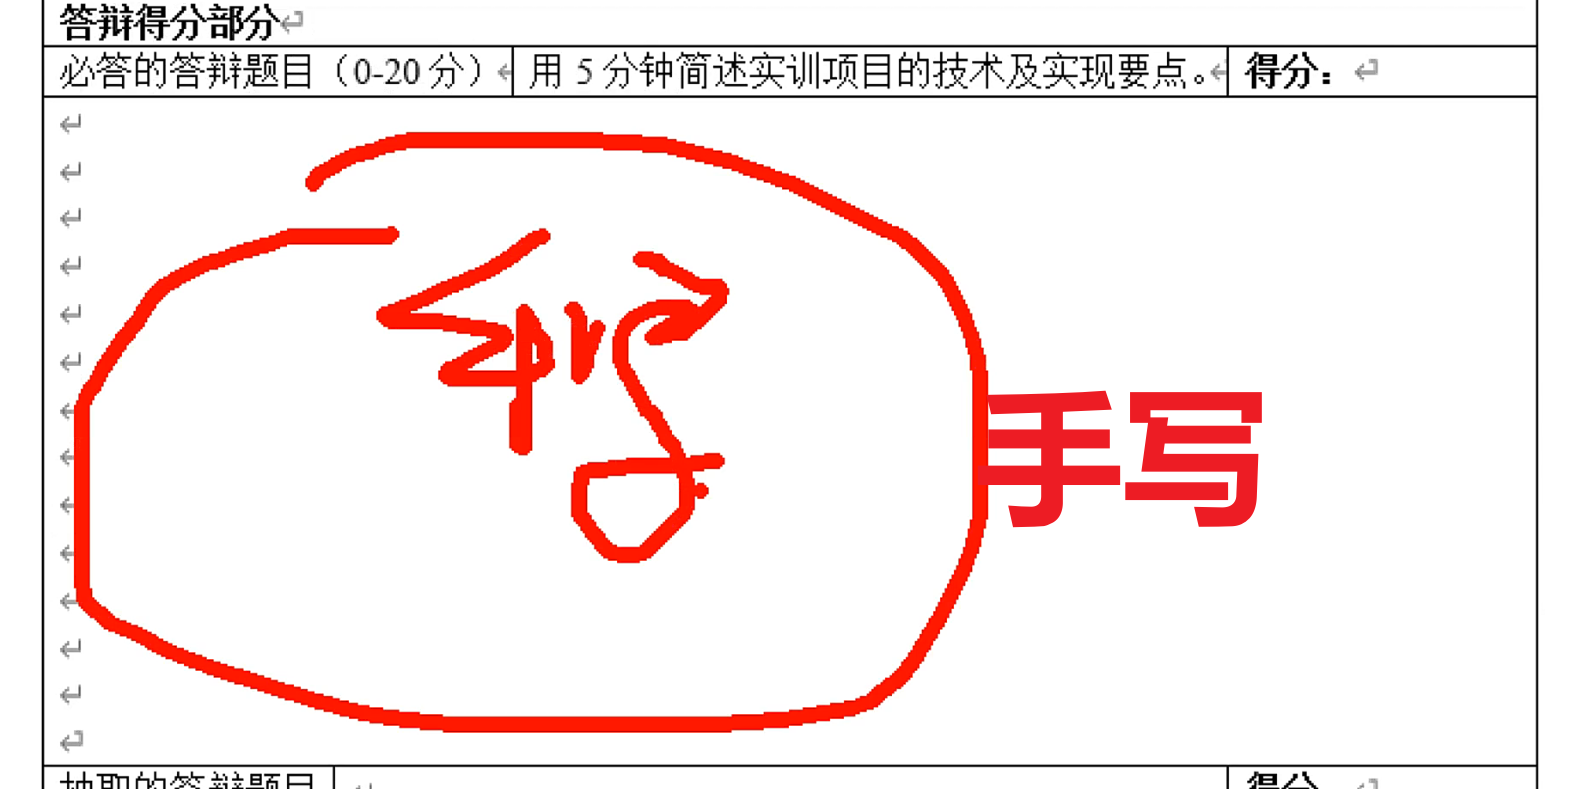 答辩得分部分
必答的答辩题目（0-20 分） 用 5 分钟简述实训项目的技术及实现要点。 得分：
手写
抽取的答辩题目 得分